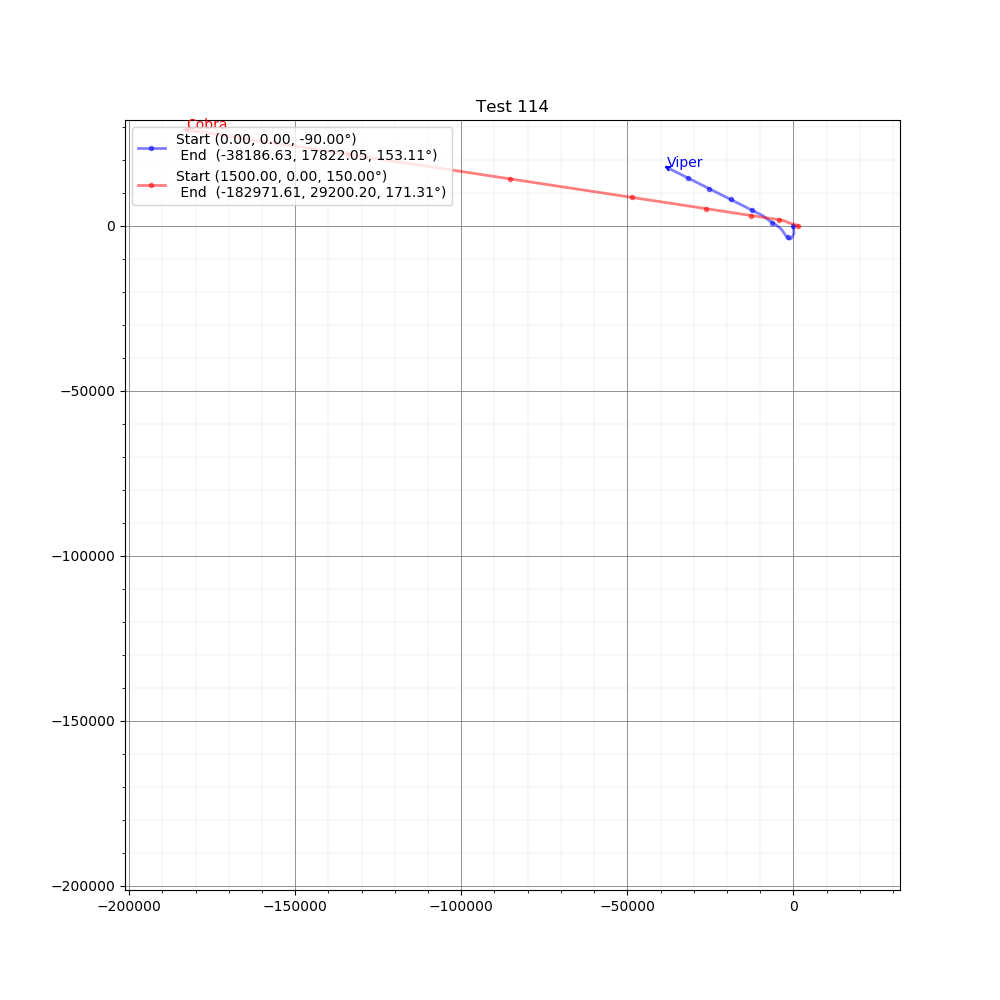 Test 114
Cobra
Start (0.00, 0.00, -90.00°)
End (-38186.63, 17822.05, 153.11°)
Start (1500.00, 0.00, 150.00°)
End (-182971.61, 29200.20, 171.31°)
Viper
0
−50000
−100000
−150000
−200000
−200000 −150000 −100000 −50000 0